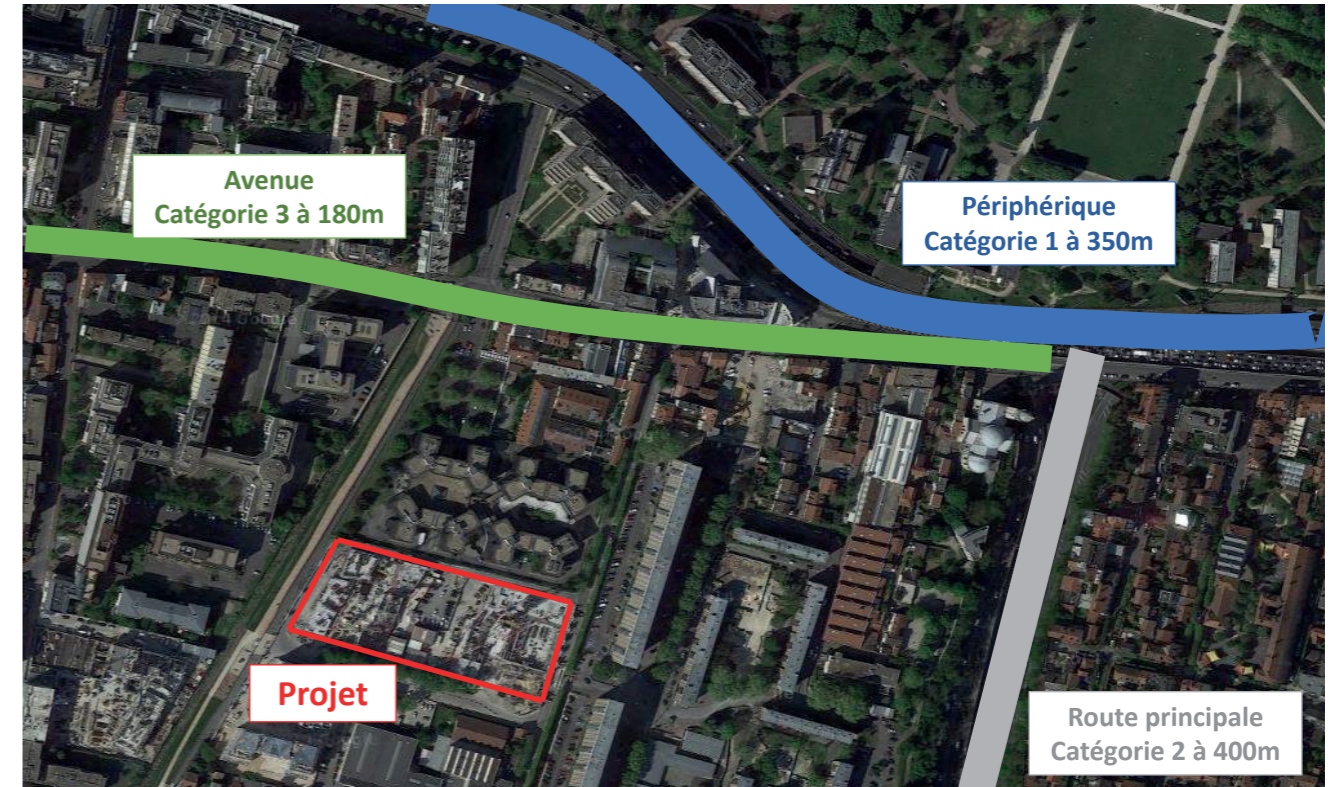 Avenue
Catégorie 3 à 180m
Périphérique
Catégorie 1 à 350m
Projet
Route principale
Catégorie 2 à 400m